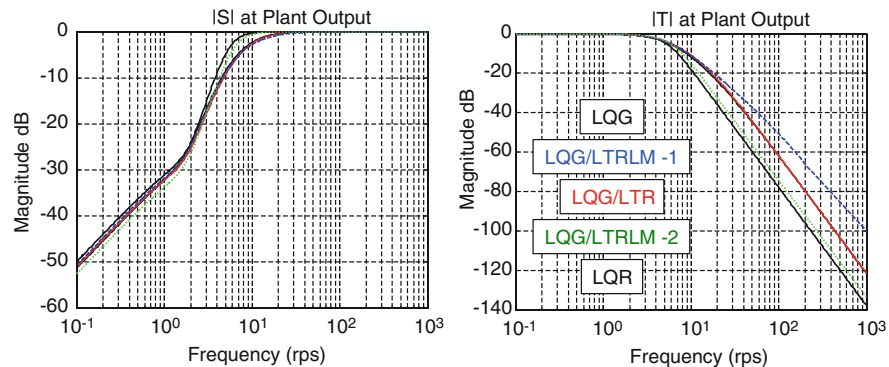 |S| at Plant Output
0
-10
-20
-30
-40
-50
-60
Magnitude dB
10-1
100
101
102
103
Frequency (rps)
|T| at Plant Output
0
-20
-40
-60
-80
-100
-120
-140
Magnitude dB
LQG
LQG/LTRLM -1
LQG/LTR
LQG/LTRLM -2
LQR
10-1
100
101
102
103
Frequency (rps)